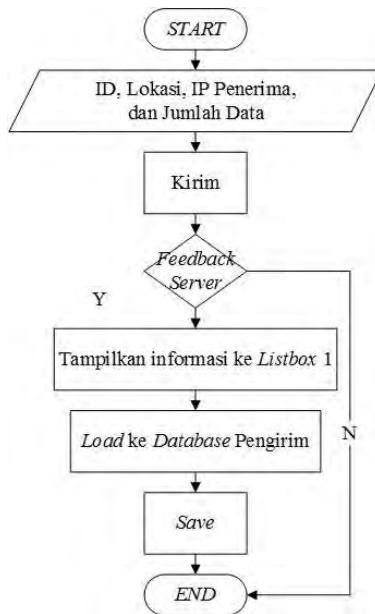 START
ID, Lokasi, IP Penerima,
dan Jumlah Data
Kirim
Feedback
Server
Y
Tampilkan informasi ke Listbox 1
Load ke Database Pengirim
N
Save
END